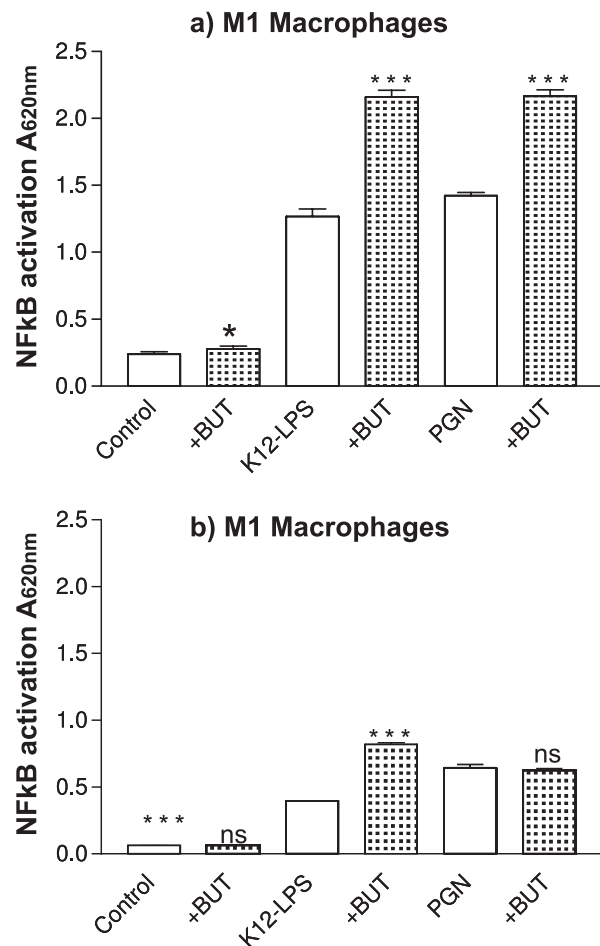 a) M1 Macrophages
NFkB activation A620nm
2.5
2.0
1.5
1.0
0.5
0.0
*
* * *
* * *
Control
+BUT
K12-LPS
+BUT
PGN
+BUT
b) M1 Macrophages
NFkB activation A620nm
2.5
2.0
1.5
1.0
0.5
0.0
* * *
ns
* * *
ns
Control
+BUT
K12-LPS
+BUT
PGN
+BUT